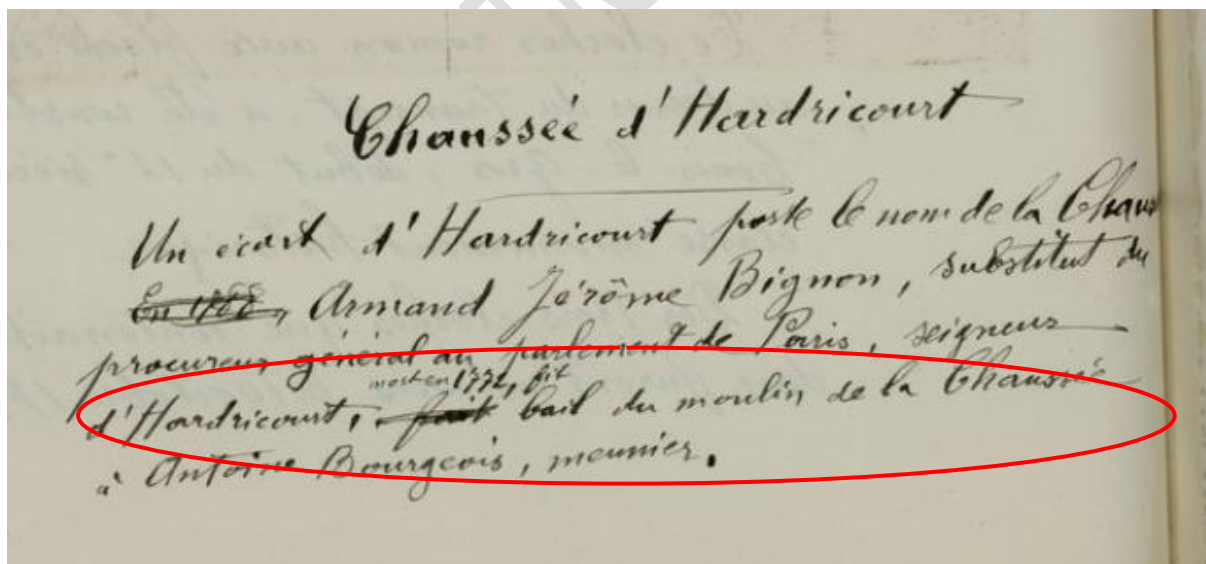 Chaussée d'Hardricourt
Un écart d'Hardricourt porte le nom de la Chaus
En 1768, Armand Jérôme Bignon, substitut du
procureur général au parlement de Paris, seigneur
mort en 1772, fit
d'Hardricourt, fait bail du moulin de la Chaussée
à Antoine Bourgeois, meunier.